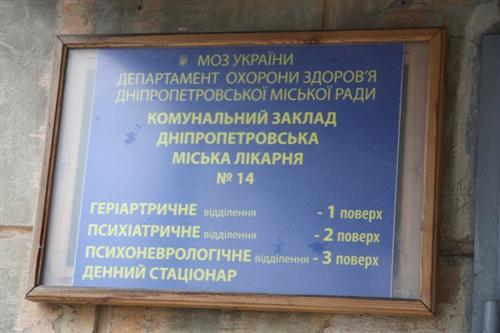 МОЗ УКРАЇНИ
ДЕПАРТАМЕНТ ОХОРОНИ ЗДОРОВ'Я
ДНІПРОПЕТРОВСЬКОЇ МІСЬКОЇ РАДИ
КОМУНАЛЬНИЙ ЗАКЛАД
ДНІПРОПЕТРОВСЬКА
МІСЬКА ЛІКАРНЯ
№ 14
ГЕРІАТРИЧНЕ відділення - 1 поверх
ПСИХІАТРИЧНЕ відділення - 2 поверх
ПСИХОНЕВРОЛОГІЧНЕ відділення - 3 поверх
ДЕННИЙ СТАЦІОНАР